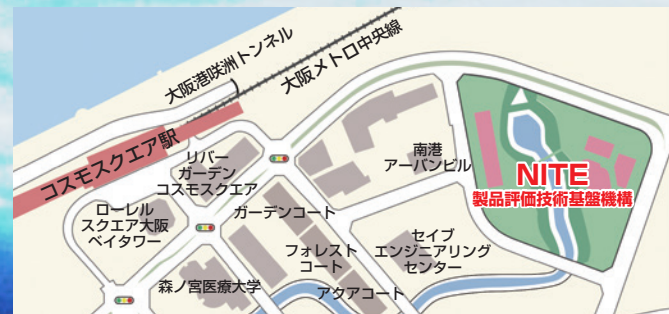 大阪港咲洲トンネル
大阪メトロ中央線
コスモスクエア駅
リバー
ガーデン
コスモスクエア
南港
アーバンビル
NITE
製品評価技術基盤機構
ローレル
スクエア大阪
ベイタワー
ガーデンコート
フォレスト
コート
セイブ
エンジニアリング
センター
森ノ宮医療大学
アクアコート